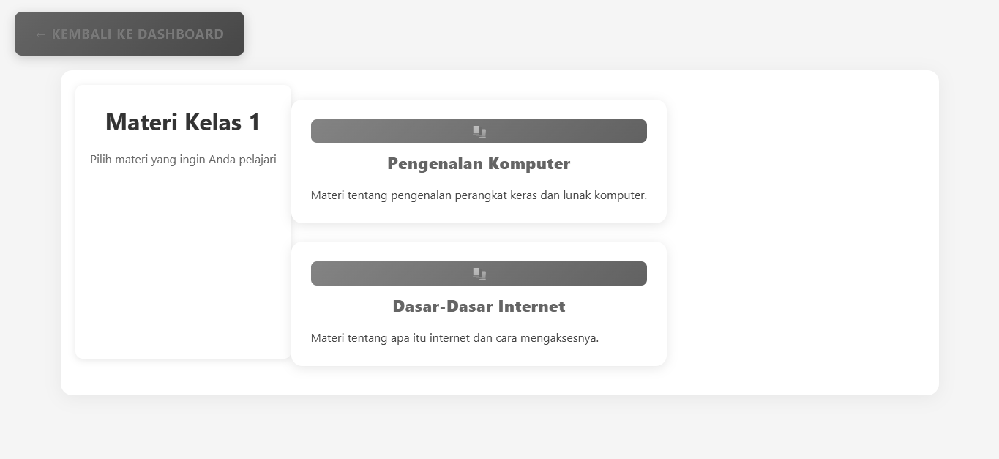 ← KEMBALI KE DASHBOARD
Materi Kelas 1
Pilih materi yang ingin Anda pelajari
Pengenalan Komputer
Materi tentang pengenalan perangkat keras dan lunak komputer.
Dasar-Dasar Internet
Materi tentang apa itu internet dan cara mengaksesnya.